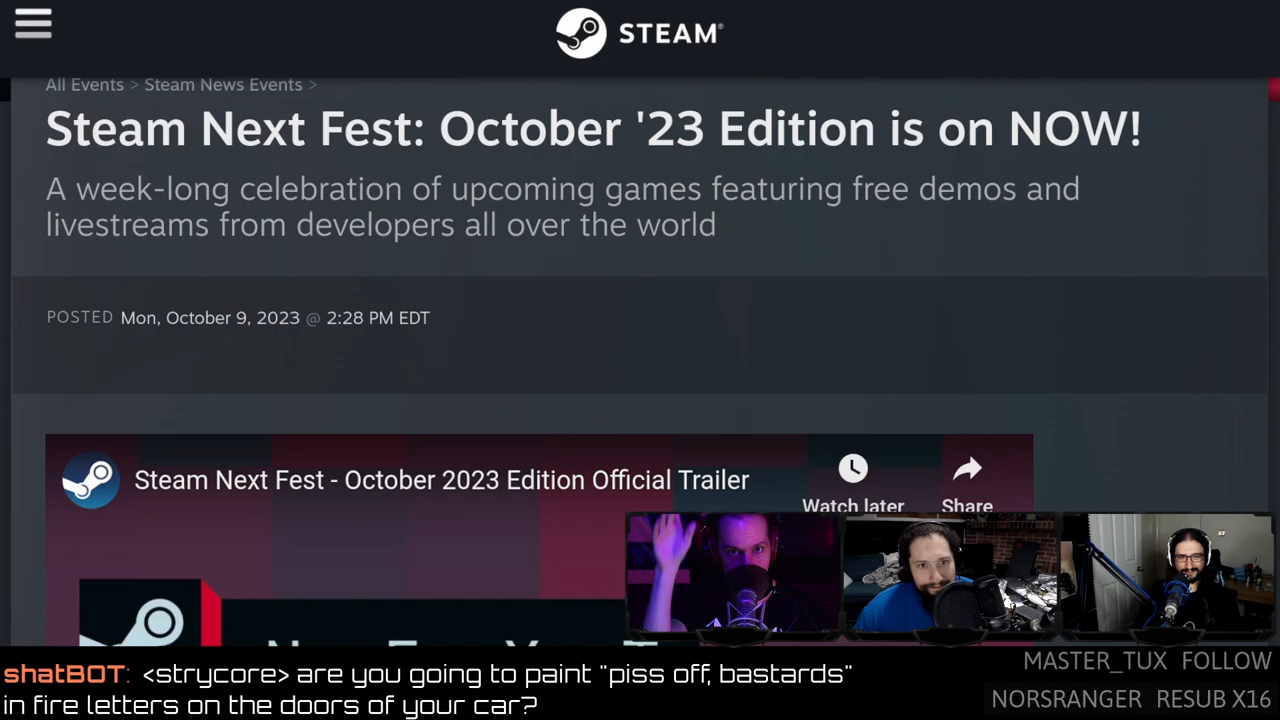 STEAM®
All Events > Steam News Events >
Steam Next Fest: October '23 Edition is on NOW!
A week-long celebration of upcoming games featuring free demos and
livestreams from developers all over the world
POSTED Mon, October 9, 2023 @ 2:28 PM EDT
Steam Next Fest - October 2023 Edition Official Trailer
Watch later
Share
shatBOT: <strycore> are you going to paint "piss off, bastards"
in fire letters on the doors of your car?
MASTER_TUX FOLLOW
NORSRANGER RESUB X16